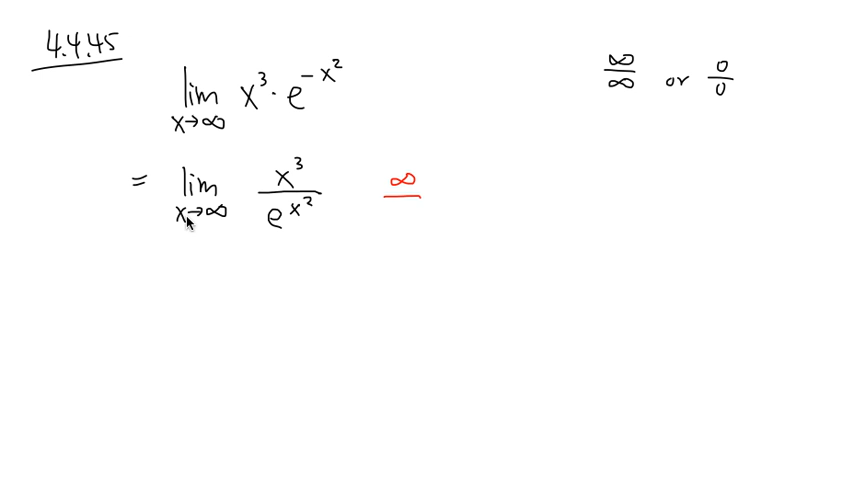 4.4.45
lim x→∞ x³ · e^(-x²)
∞/∞ or 0/0
= lim x→∞ x³/e^(x²) ∞